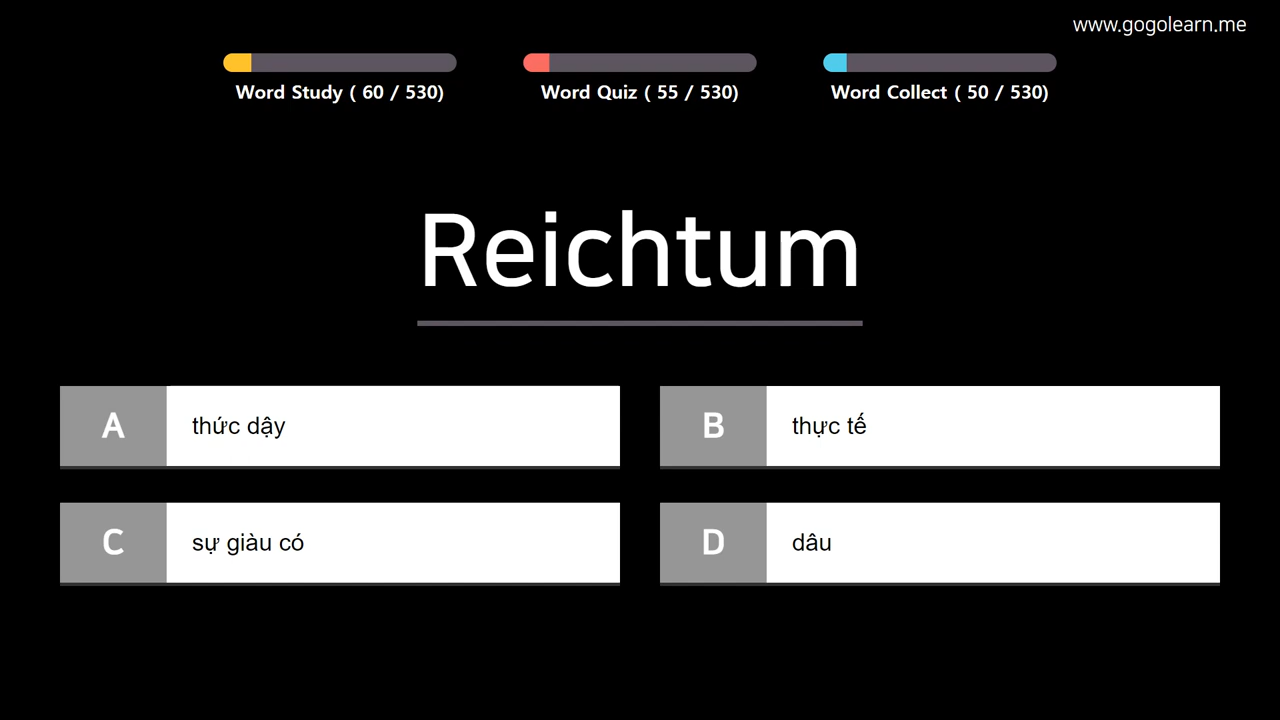 www.gogolearn.me
Word Study ( 60 / 530)
Word Quiz ( 55 / 530)
Word Collect ( 50 / 530)
Reichtum
A thức dậy
B thực tế
C sự giàu có
D dâu